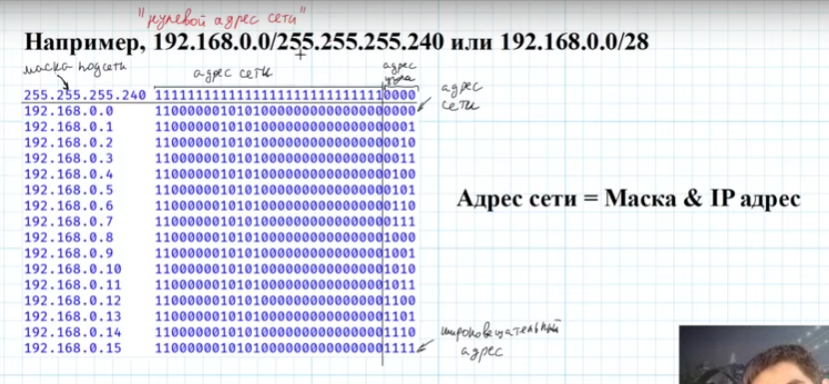 "нулевой адрес сети"
Например, 192.168.0.0/255.255.255.240 или 192.168.0.0/28
маска подсети
адрес сети
адрес узла
255.255.255.240 11111111111111111111111111110000
адрес сети
192.168.0.0 11000000101010000000000000000000
192.168.0.1 11000000101010000000000000000001
192.168.0.2 11000000101010000000000000000010
192.168.0.3 11000000101010000000000000000011
192.168.0.4 11000000101010000000000000000100
192.168.0.5 11000000101010000000000000000101
192.168.0.6 11000000101010000000000000000110
192.168.0.7 11000000101010000000000000000111
192.168.0.8 11000000101010000000000000001000
192.168.0.9 11000000101010000000000000001001
192.168.0.10 11000000101010000000000000001010
192.168.0.11 11000000101010000000000000001011
192.168.0.12 11000000101010000000000000001100
192.168.0.13 11000000101010000000000000001101
192.168.0.14 11000000101010000000000000001110
192.168.0.15 11000000101010000000000000001111
широковещательный
адрес
Адрес сети = Маска & IP адрес